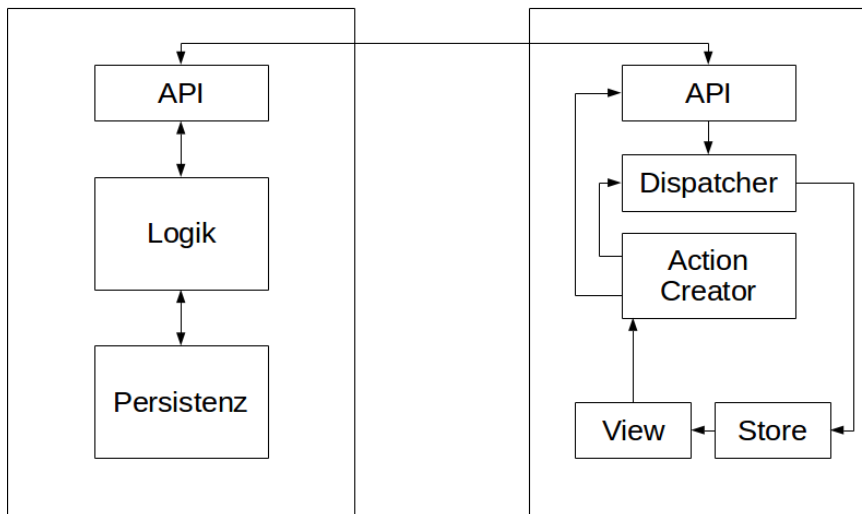 API
Logik
Persistenz
API
Dispatcher
Action
Creator
View
Store